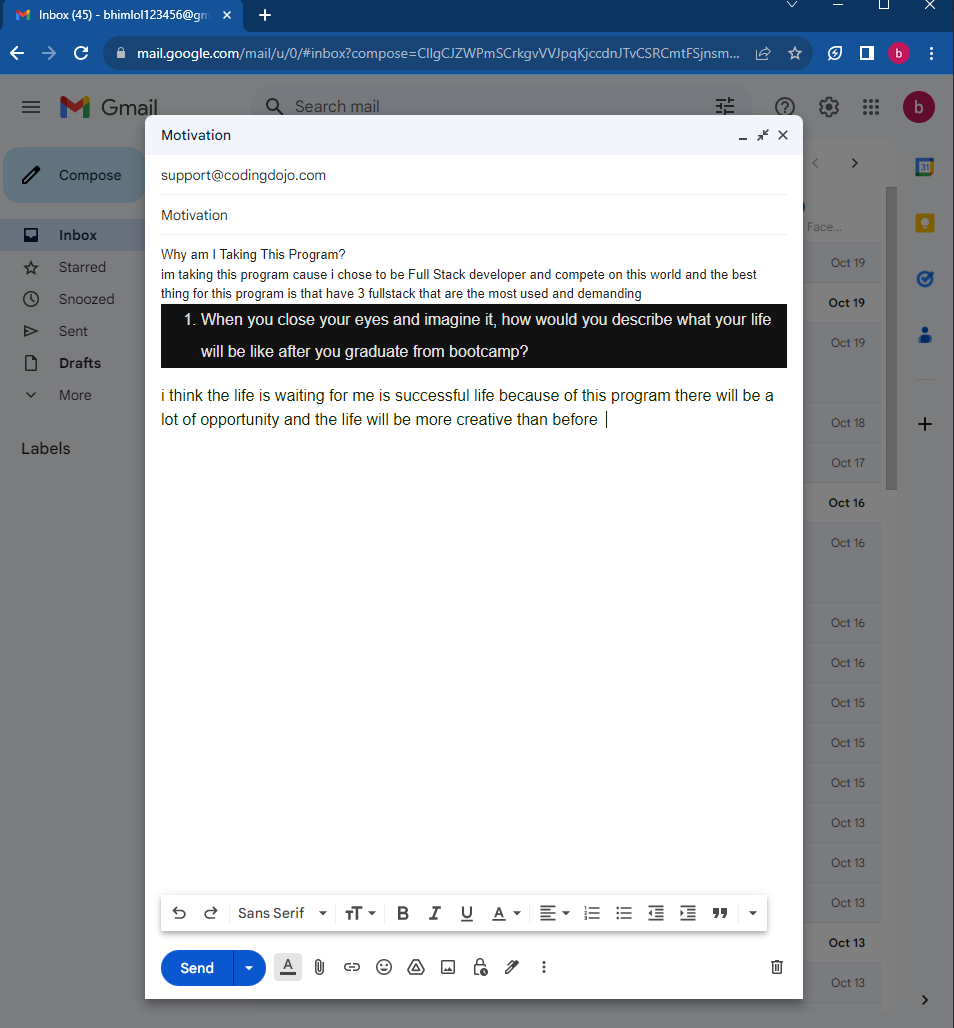 Inbox (45) - bhimlol123456@gm
mail.google.com/mail/u/0/#inbox?compose=CllgCJZWPmSCrkgvVVJpqKjccdnJTvCSRCmtFSjnsm...
b
Gmail
Search mail
b
Compose
Inbox
Starred
Snoozed
Sent
Drafts
More
Labels
Motivation
support@codingdojo.com
Motivation
Why am I Taking This Program?
im taking this program cause i chose to be Full Stack developer and compete on this world and the best
thing for this program is that have 3 fullstack that are the most used and demanding
1. When you close your eyes and imagine it, how would you describe what your life
will be like after you graduate from bootcamp?
i think the life is waiting for me is successful life because of this program there will be a
lot of opportunity and the life will be more creative than before
Sans Serif
Send
Face...
Oct 19
Oct 19
Oct 19
Oct 18
Oct 17
Oct 16
Oct 16
Oct 16
Oct 16
Oct 15
Oct 15
Oct 15
Oct 13
Oct 13
Oct 13
Oct 13
Oct 13
31